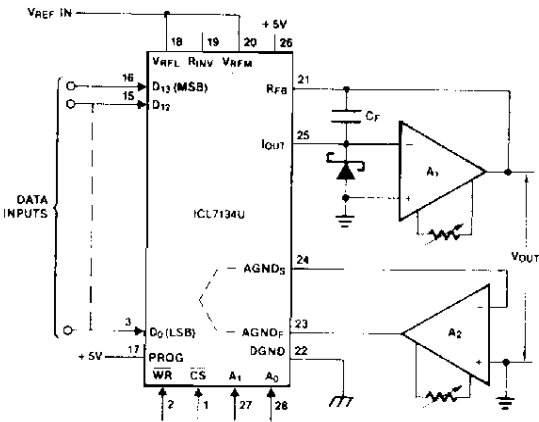 VREF IN
+ 5V
18 19 20 26
VRFL RINV VRFM
16 D13 (MSB)
15 D12
RFB 21
CF
IOUT 25
A1
DATA
INPUTS
ICL7134U
VOUT
AGNDS 24
3 D0 (LSB)
AGNDF 23
A2
DGND 22
+ 5V 17 PROG
WR CS A1 A0
2 1 27 28